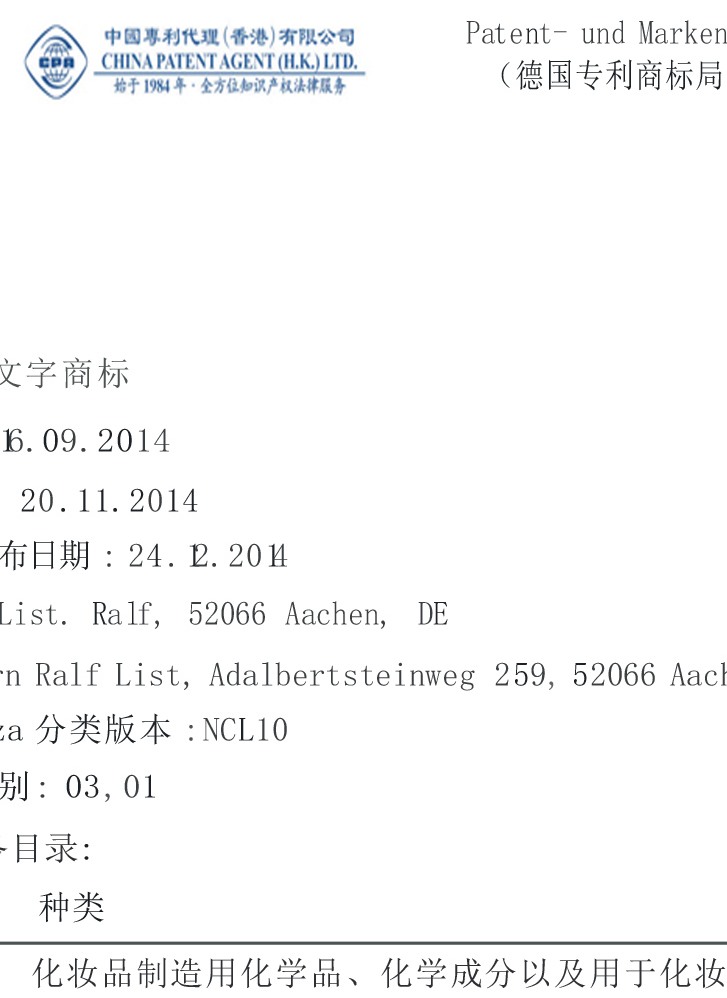 中國專利代理(香港)有限公司
CHINA PATENT AGENT (H.K.) LTD.
始于1984年·全方位知识产权法律服务
CPA
Patent- und Marken
（德国专利商标局
文字商标
16.09.2014
20.11.2014
布日期：24.12.2014
List. Ralf, 52066 Aachen, DE
rn Ralf List, Adalbertsteinweg 259, 52066 Aach
za 分类版本 :NCL10
别: 03,01
目录:
种类
化妆品制造用化学品、化学成分以及用于化妆